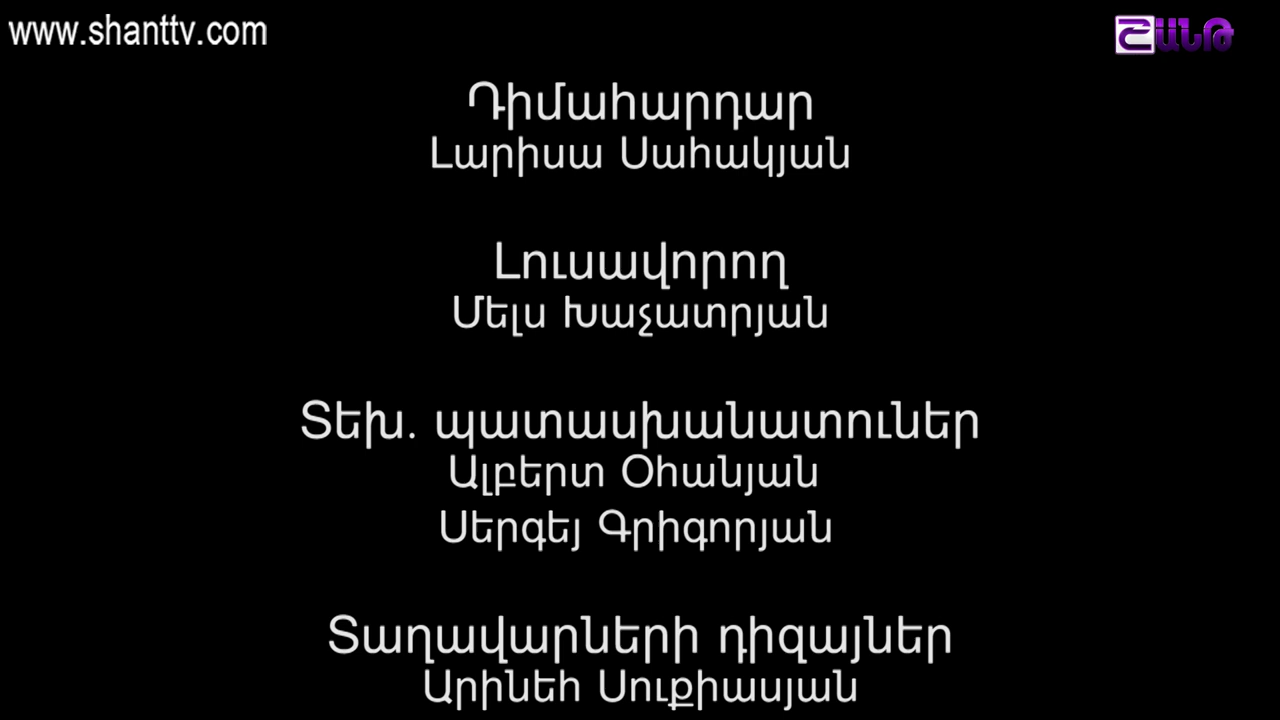 www.shanttv.com
ՇԱՆԹ
Դիմահարդար
Լարիսա Սահակյան
Լուսավորող
Մելս Խաչատրյան
Տեխ. պատասխանատուներ
Ալբերտ Օհանյան
Սերգեյ Գրիգորյան
Տաղավարների դիզայներ
Արինեհ Սուքիասյան